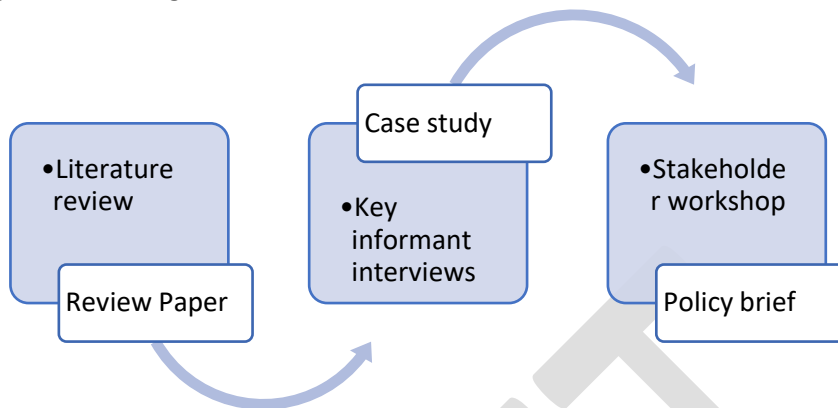 •Literature
review
Review Paper
Case study
•Key
informant
interviews
•Stakeholde
r workshop
Policy brief